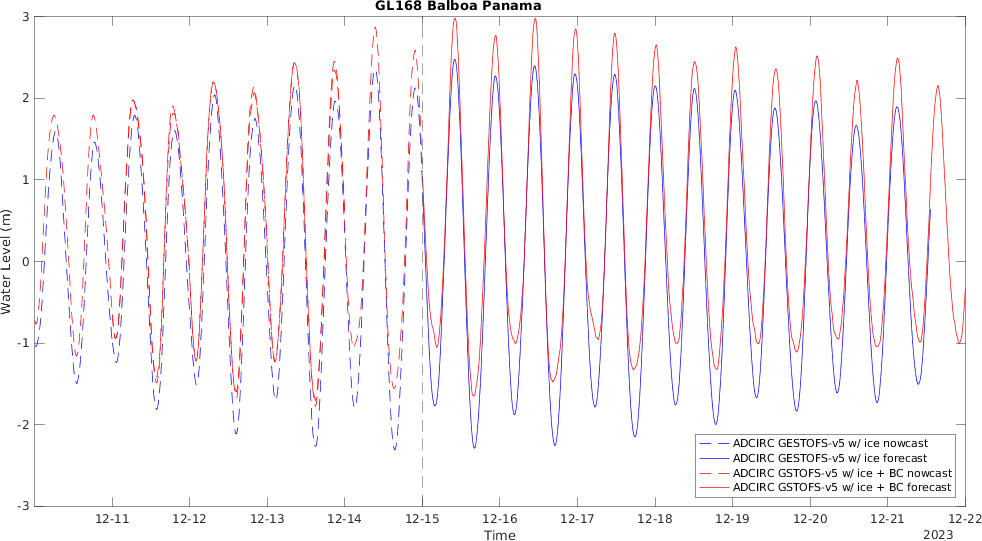 GL168 Balboa Panama
3
2
1
0
-1
-2
-3
Water Level (m)
12-11
12-12
12-13
12-14
12-15
12-16
12-17
12-18
12-19
12-20
12-21
12-22
2023
Time
ADCIRC GESTOFS-v5 w/ ice nowcast
ADCIRC GESTOFS-v5 w/ ice forecast
ADCIRC GSTOFS-v5 w/ ice + BC nowcast
ADCIRC GSTOFS-v5 w/ ice + BC forecast